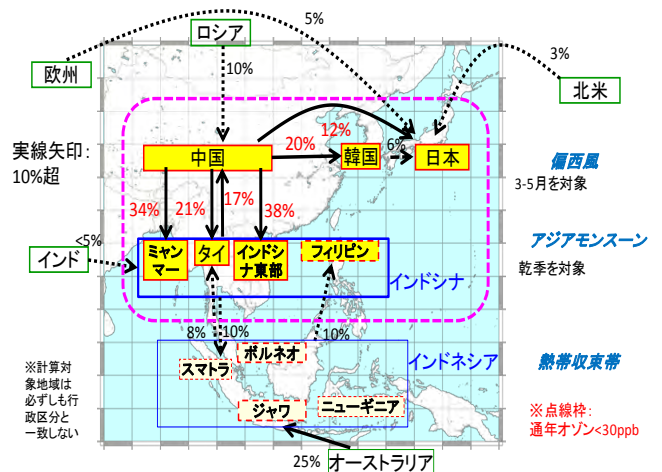 5%
ロシア
3%
欧州
10%
北米
実線矢印：
10%超
12%
20%
6%
中国
韓国
日本
偏西風
3-5月を対象
34%
21%
17%
38%
アジアモンスーン
乾季を対象
<5%
インド
ミャン
マー
タイ
インドシ
ナ東部
フィリピン
インドシナ
8%
10%
10%
スマトラ
ボルネオ
インドネシア
熱帯収束帯
※計算対
象地域は
必ずしも行
政区分と
一致しない
ジャワ
ニューギニア
※点線枠：
通年オゾン<30ppb
25%
オーストラリア